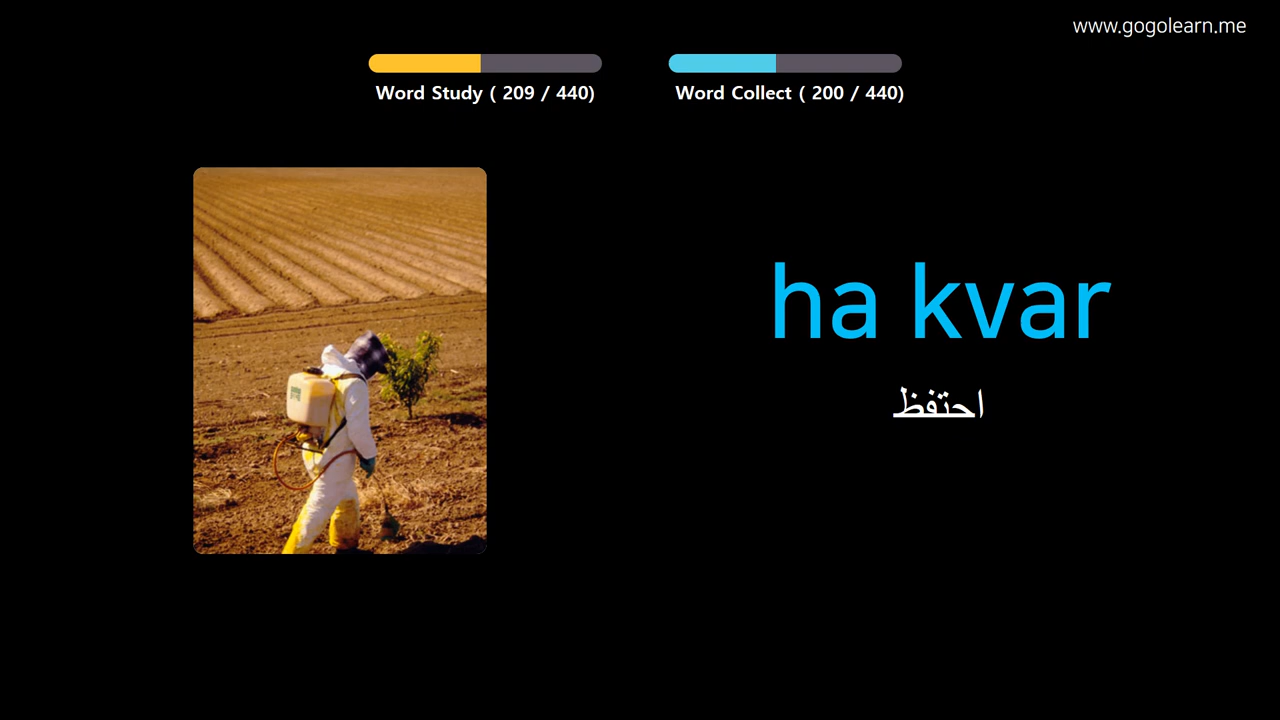 www.gogolearn.me
Word Study ( 209 / 440)
Word Collect ( 200 / 440)
ha kvar
احتفظ